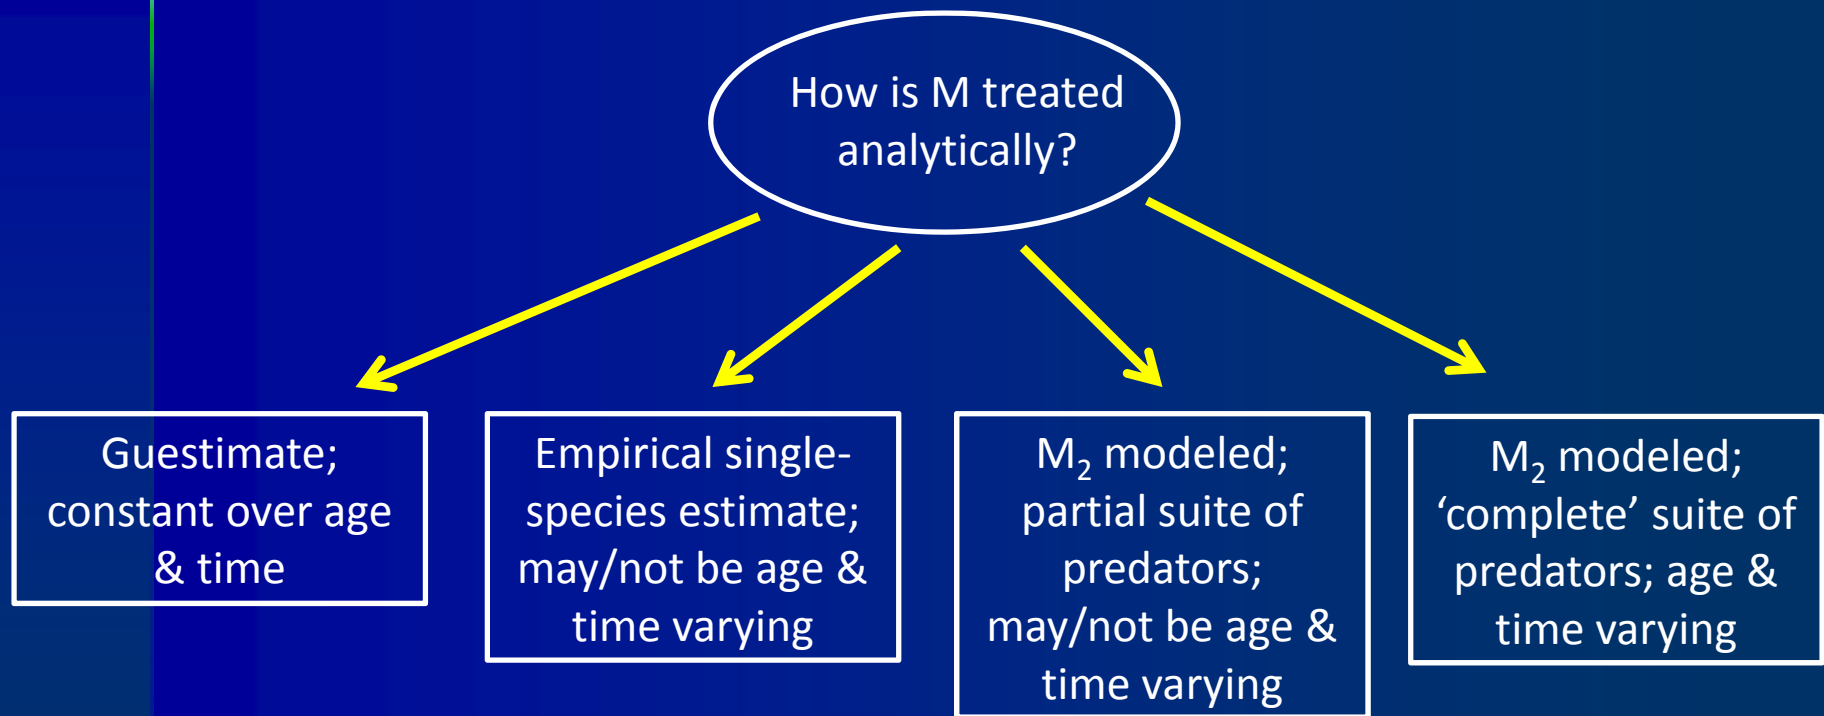 How is M treated
analytically?
Guestimate;
constant over age
& time
Empirical single-
species estimate;
may/not be age &
time varying
M₂ modeled;
partial suite of
predators;
may/not be age &
time varying
M₂ modeled;
‘complete’ suite of
predators; age &
time varying